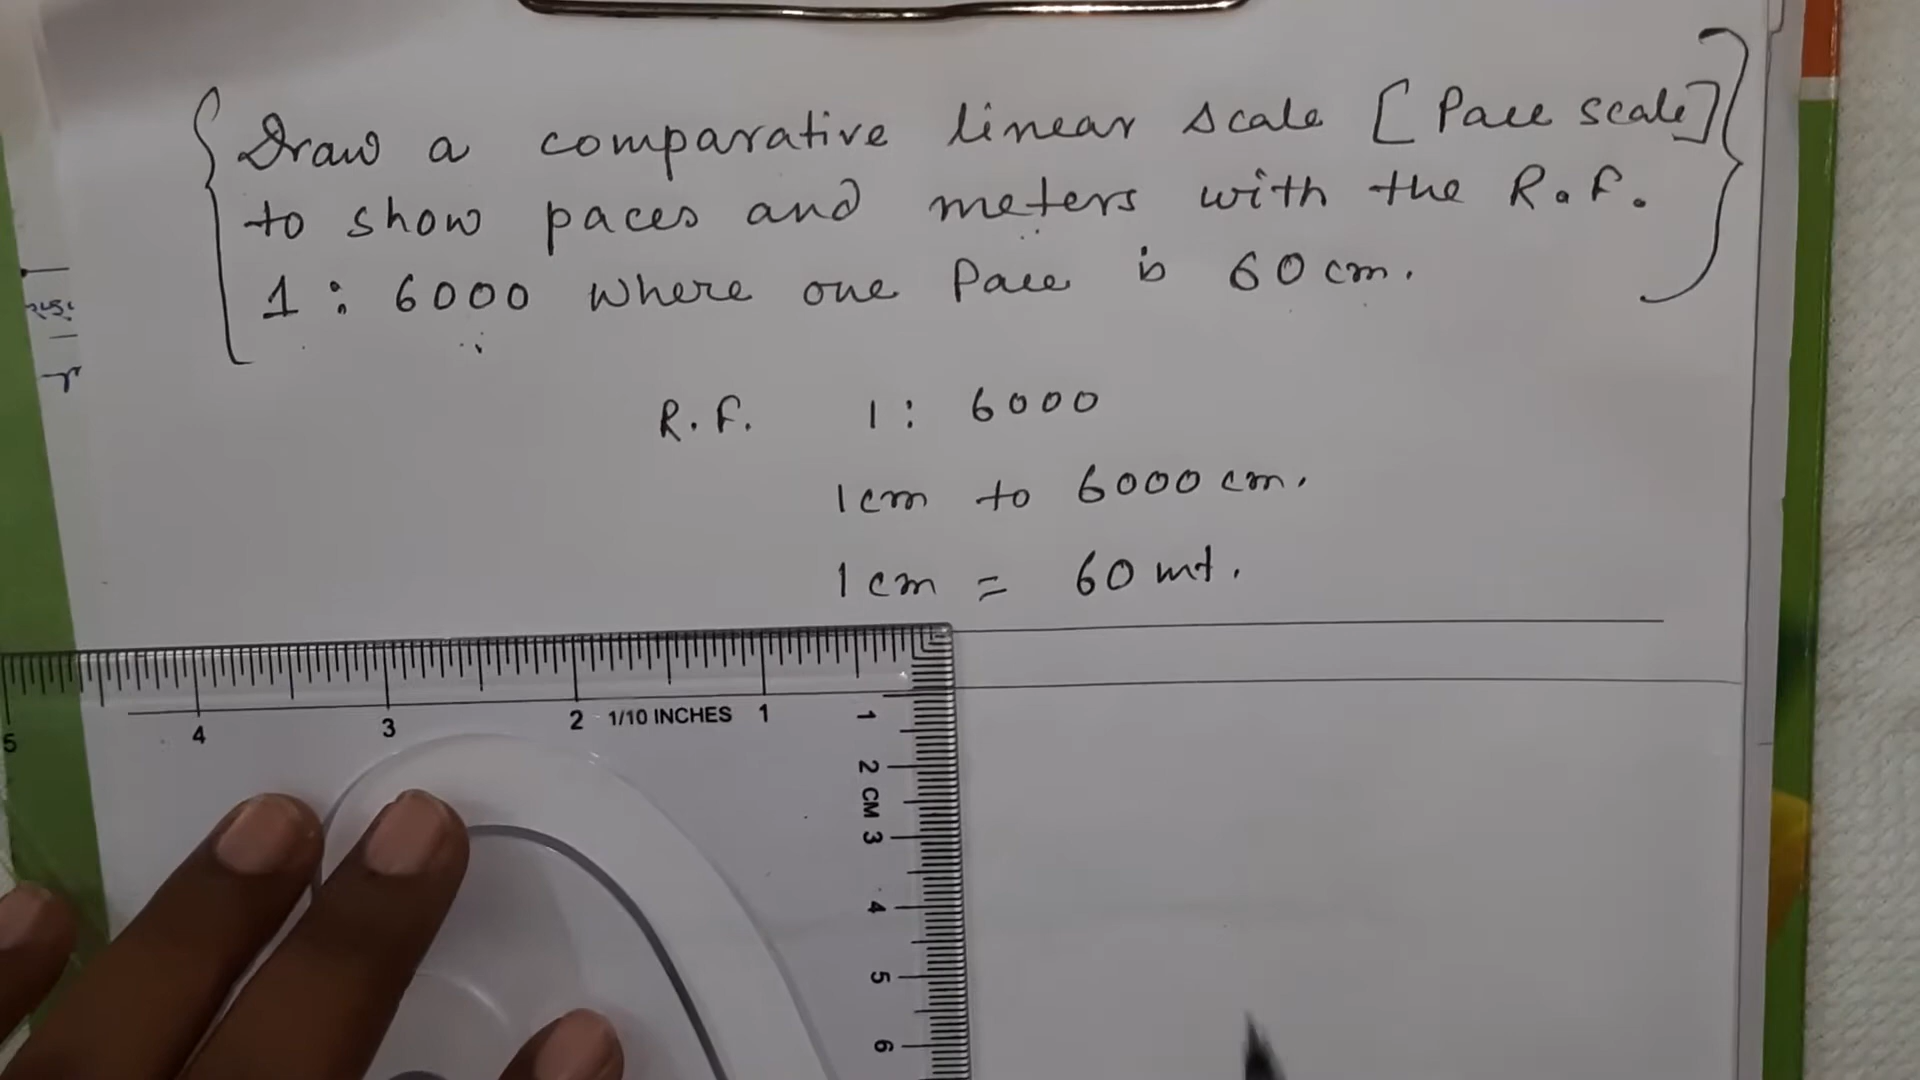 Draw a comparative linear scale [Pace scale]
to show paces and meters with the R.F.
1 : 6000 where one Pace is 60 cm.
R.F. 1 : 6000
1 cm to 6000 cm.
1 cm = 60 mt.
5 4 3 2 1/10 INCHES 1
1
2 CM 3
4
5
6